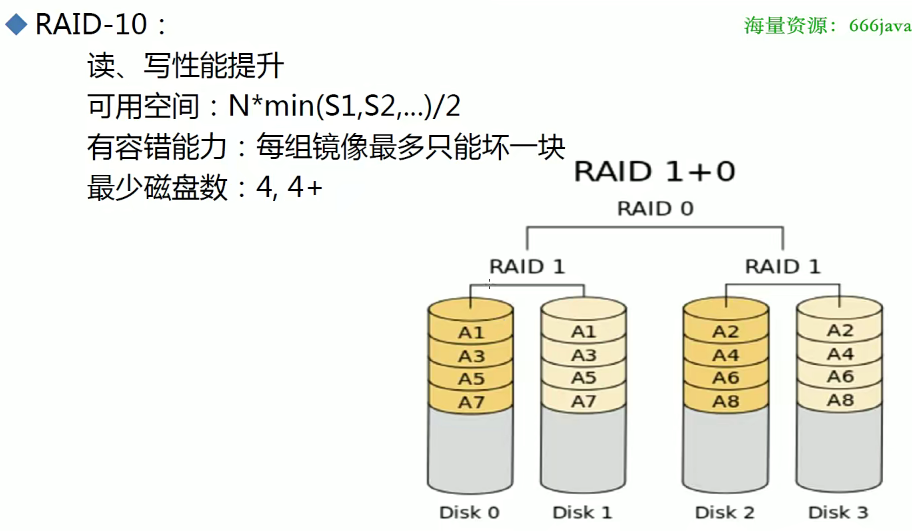 RAID-10：
海量资源：666java
读、写性能提升
可用空间：N*min(S1,S2,...)/2
有容错能力：每组镜像最多只能坏一块
最少磁盘数：4, 4+
RAID 1+0
RAID 0
RAID 1 RAID 1
A1 A1 A2 A2
A3 A3 A4 A4
A5 A5 A6 A6
A7 A7 A8 A8
Disk 0 Disk 1 Disk 2 Disk 3